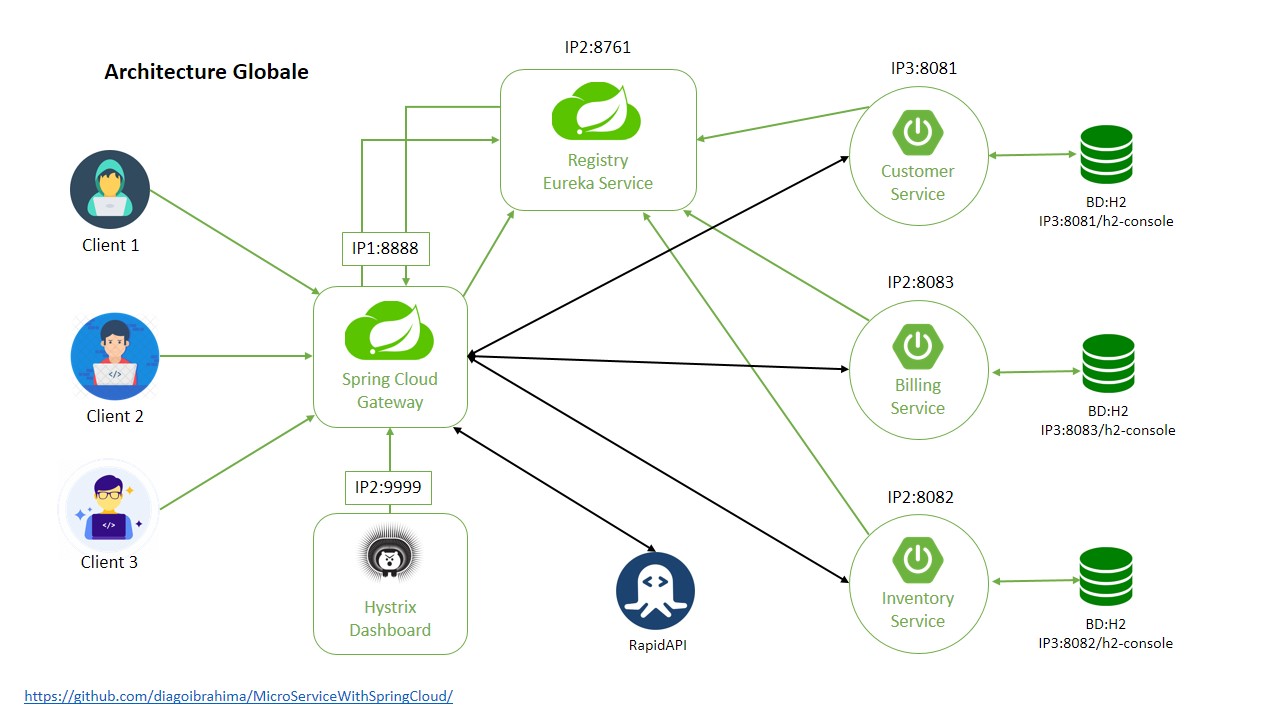 Architecture Globale
IP2:8761
Registry
Eureka Service
IP3:8081
Customer
Service
BD:H2
IP3:8081/h2-console
Client 1
IP1:8888
Spring Cloud
Gateway
Client 2
IP2:8083
Billing
Service
BD:H2
IP3:8083/h2-console
</>
Client 3
</>
IP2:9999
Hystrix
Dashboard
<>
RapidAPI
IP2:8082
Inventory
Service
BD:H2
IP3:8082/h2-console
https://github.com/diagoibrahima/MicroServiceWithSpringCloud/